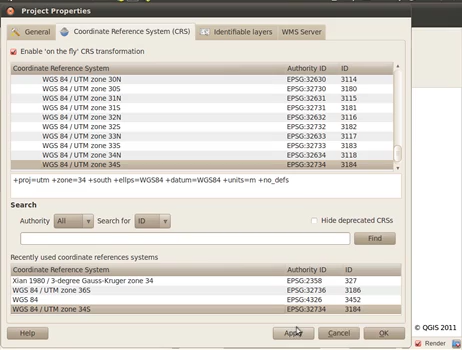 Project Properties
General
Coordinate Reference System (CRS)
Identifiable layers
WMS Server
Enable 'on the fly' CRS transformation
Coordinate Reference System Authority ID ID
WGS 84 / UTM zone 30N EPSG:32630 3114
WGS 84 / UTM zone 30S EPSG:32730 3180
WGS 84 / UTM zone 31N EPSG:32631 3115
WGS 84 / UTM zone 31S EPSG:32731 3181
WGS 84 / UTM zone 32N EPSG:32632 3116
WGS 84 / UTM zone 32S EPSG:32732 3182
WGS 84 / UTM zone 33N EPSG:32633 3117
WGS 84 / UTM zone 33S EPSG:32733 3183
WGS 84 / UTM zone 34N EPSG:32634 3118
WGS 84 / UTM zone 34S EPSG:32734 3184
+proj=utm +zone=34 +south +ellps=WGS84 +datum=WGS84 +units=m +no_defs
Search
Authority All Search for ID Hide deprecated CRSs
Find
Recently used coordinate references systems
Coordinate Reference System Authority ID ID
Xian 1980 / 3-degree Gauss-Kruger zone 34 EPSG:2358 327
WGS 84 / UTM zone 36S EPSG:32736 3186
WGS 84 EPSG:4326 3452
WGS 84 / UTM zone 34S EPSG:32734 3184
© QGIS 2011
Help Cancel OK
Render